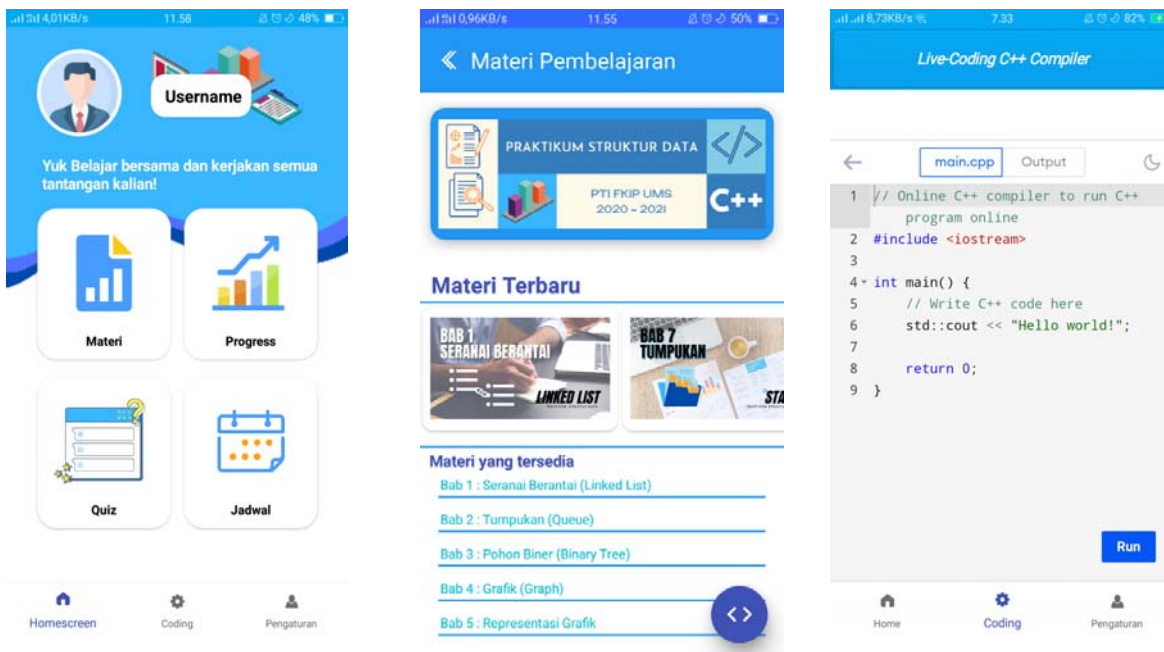 4,01KB/s 11.58 48%
Username
Yuk Belajar bersama dan kerjakan semua
tantangan kalian!
Materi
Progress
Quiz
Jadwal
Homescreen
Coding
Pengaturan
0,96KB/s 11.55 50%
Materi Pembelajaran
PRAKTIKUM STRUKTUR DATA
</>
PTI FKIP UMS
2020 - 2021
C++
Materi Terbaru
BAB 1
SERANAI BERANTAI
LINKED LIST
BAB 7
TUMPUKAN
STA
Materi yang tersedia
Bab 1 : Seranai Berantai (Linked List)
Bab 2 : Tumpukan (Queue)
Bab 3 : Pohon Biner (Binary Tree)
Bab 4 : Grafik (Graph)
Bab 5 : Representasi Grafik
<>
8,73KB/s 7.33 82%
Live-Coding C++ Compiler
main.cpp
Output
1 // Online C++ compiler to run C++
program online
2 #include <iostream>
3
4 int main() {
5 // Write C++ code here
6 std::cout << "Hello world!";
7
8 return 0;
9 }
Run
Home
Coding
Pengaturan